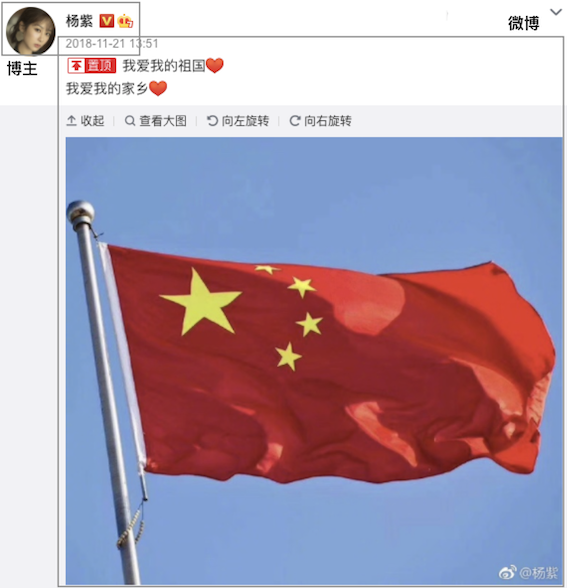 杨紫
微博
博主
2018-11-21 13:51
置顶 我爱我的祖国❤️
我爱我的家乡❤️
收起 查看大图 向左旋转 向右旋转
@杨紫